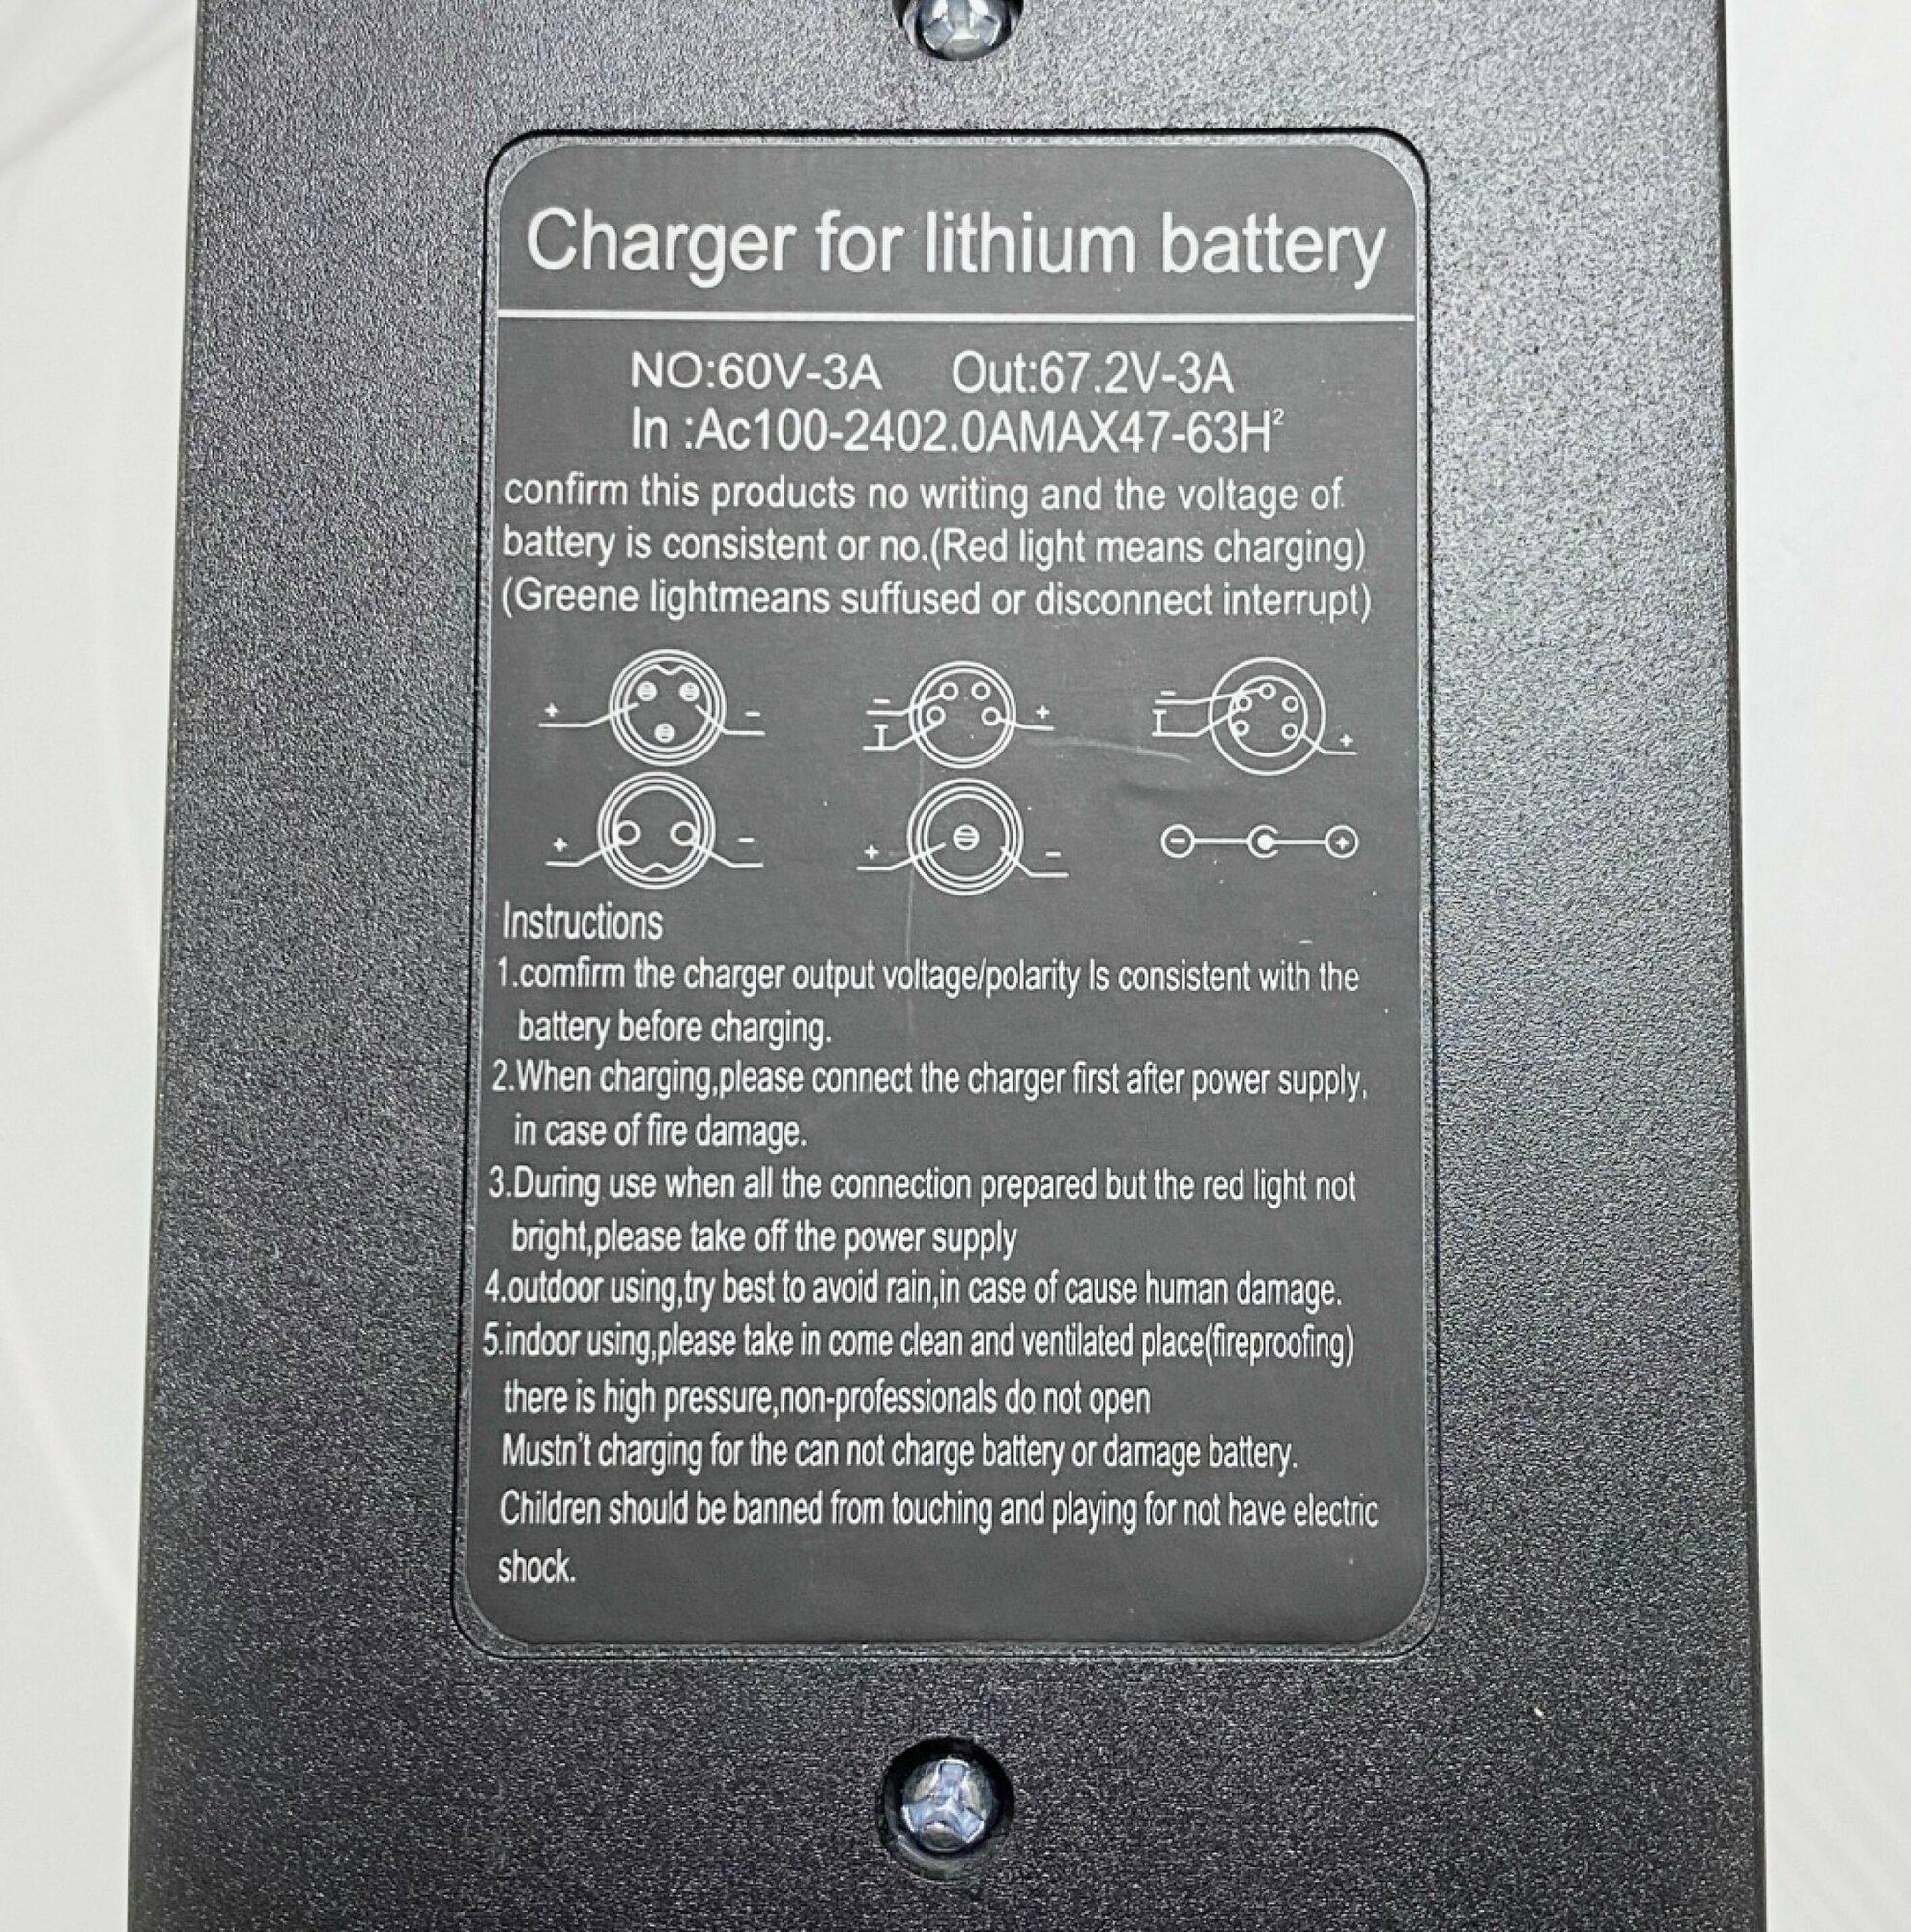 Charger for lithium battery
NO:60V-3A Out:67.2V-3A
In :Ac100-2402.0AMAX47-63H²
confirm this products no writing and the voltage of
battery is consistent or no.(Red light means charging)
(Greene lightmeans suffused or disconnect interrupt)
+ - - I + - I +
+ - + - - +
Instructions
1.comfirm the charger output voltage/polarity Is consistent with the
battery before charging.
2.When charging,please connect the charger first after power supply,
in case of fire damage.
3.During use when all the connection prepared but the red light not
bright,please take off the power supply
4.outdoor using,try best to avoid rain,in case of cause human damage.
5.indoor using,please take in come clean and ventilated place(fireproofing)
there is high pressure,non-professionals do not open
Mustn't charging for the can not charge battery or damage battery.
Children should be banned from touching and playing for not have electric
shock.